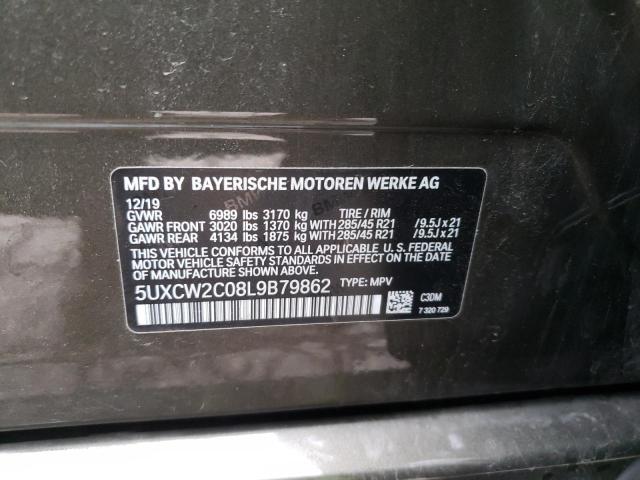 MFD BY BAYERISCHE MOTOREN WERKE AG
12/19
GVWR 6989 lbs 3170 kg TIRE / RIM
GAWR FRONT 3020 lbs 1370 kg WITH 285/45 R21 /9.5J x 21
GAWR REAR 4134 lbs 1875 kg WITH 285/45 R21 /9.5J x 21
THIS VEHICLE CONFORMS TO ALL APPLICABLE U. S. FEDERAL
MOTOR VEHICLE SAFETY STANDARDS IN EFFECT ON THE DATE OF
MANUFACTURE SHOWN ABOVE.
5UXCW2C08L9B79862 TYPE: MPV
C3DM
7 320 729